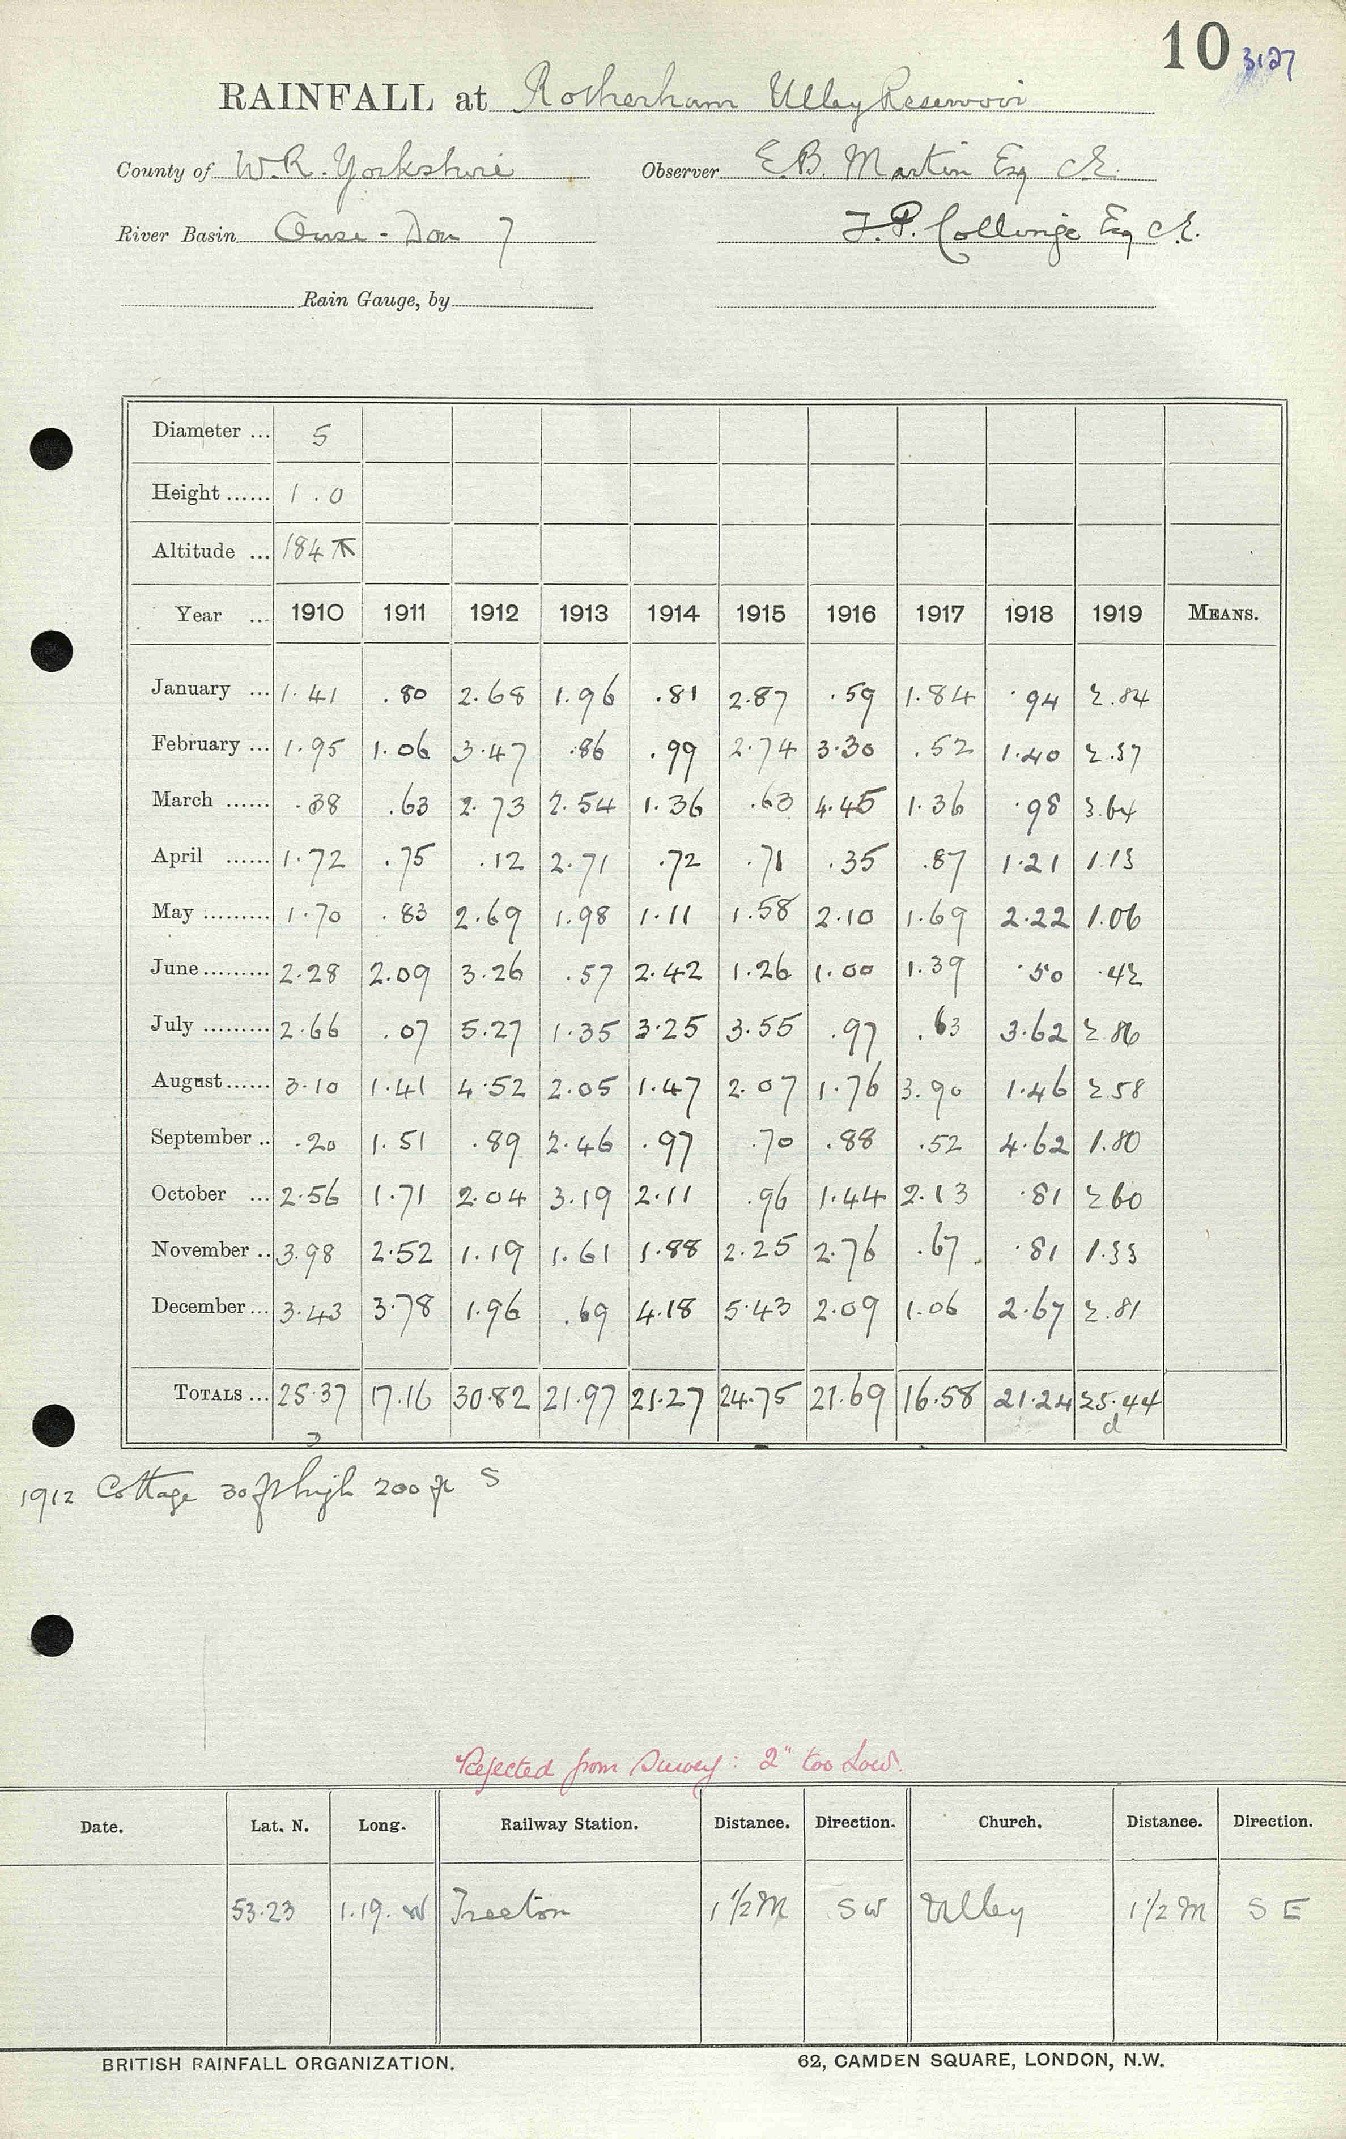 10 3127
RAINFALL at Rotherham Ulley Reservoir
County of W.R. Yorkshire Observer E.B. Martin Esq C.E.
River Basin Ouse - Don 7 J.P. Collinge Esq C.E.
Rain Gauge, by
Diameter ... 5
Height ...... 1.0
Altitude ... 184 T
Year ... 1910 1911 1912 1913 1914 1915 1916 1917 1918 1919 MEANS.
January ... 1.41 .80 2.68 1.96 .81 2.87 .59 1.84 .94 2.84
February ... 1.95 1.06 3.47 .86 .99 2.74 3.30 .52 1.40 2.37
March ...... .38 .63 2.73 2.54 1.36 .63 4.45 1.36 .98 3.64
April ...... 1.72 .75 .12 2.71 .72 .71 .35 .87 1.21 1.13
May ......... 1.70 .83 2.69 1.98 1.11 1.58 2.10 1.69 2.22 1.06
June ......... 2.28 2.09 3.26 .57 2.42 1.26 1.00 1.39 .50 .42
July ......... 2.66 .07 5.27 1.35 3.25 3.55 .97 .63 3.62 2.86
August ...... 3.10 1.41 4.52 2.05 1.47 2.07 1.76 3.90 1.46 2.58
September .. .20 1.51 .89 2.46 .97 .70 .88 .52 4.62 1.80
October ... 2.56 1.71 2.04 3.19 2.11 .96 1.44 2.13 .81 2.60
November .. 3.98 2.52 1.19 1.61 1.88 2.25 2.76 .67 .81 1.33
December ... 3.43 3.78 1.96 .69 4.18 5.43 2.09 1.06 2.67 2.81
TOTALS ... 25.37 17.16 30.82 21.97 21.27 24.75 21.69 16.58 21.24 25.44
d
1912 Cottage 30 ft high 200 ft S
Rejected from Survey: 2" too low.
Date. Lat. N. Long. Railway Station. Distance. Direction. Church. Distance. Direction.
53.23 1.19. W Treeton 1 1/2 M SW Ulley 1 1/2 M S E
BRITISH RAINFALL ORGANIZATION. 62, CAMDEN SQUARE, LONDON, N.W.